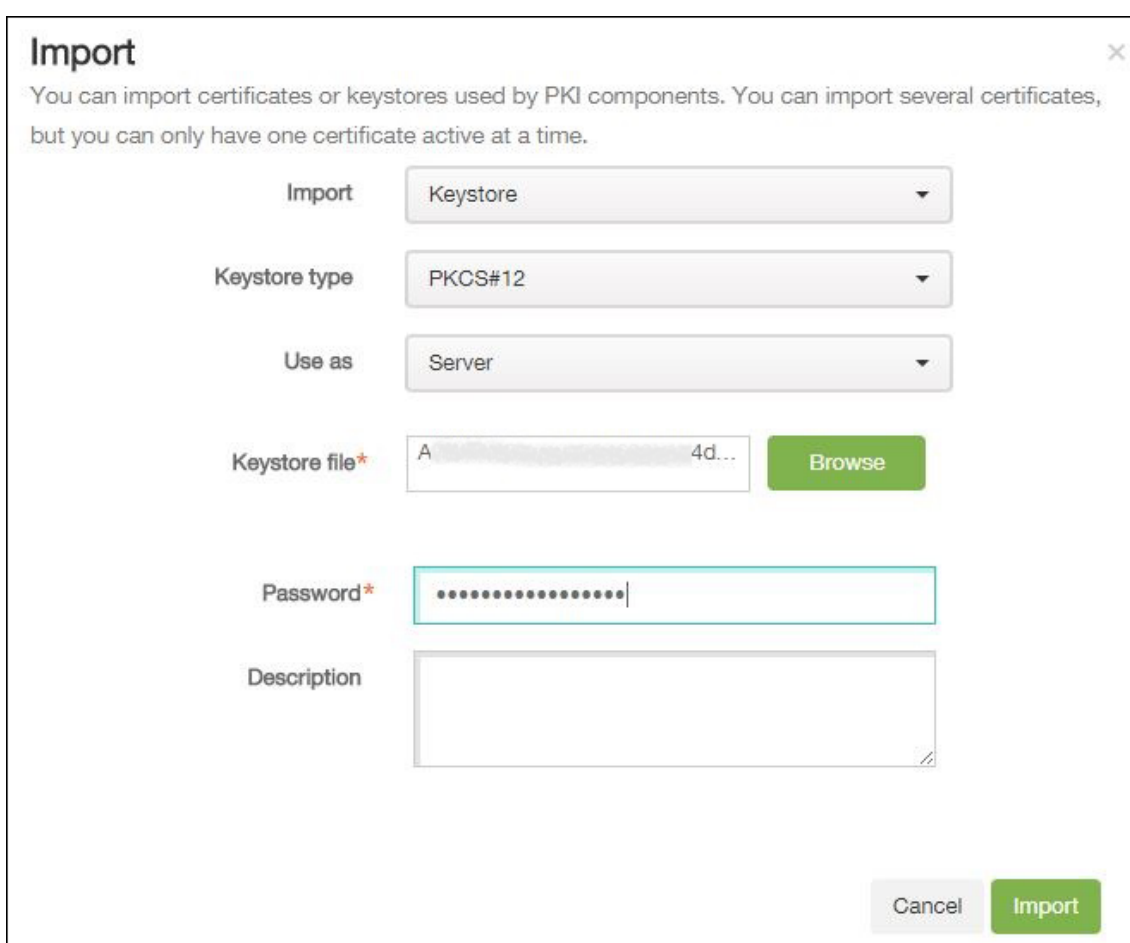 Import
You can import certificates or keystores used by PKI components. You can import several certificates,
but you can only have one certificate active at a time.
Import Keystore
Keystore type PKCS#12
Use as Server
Keystore file* A 4d... Browse
Password* •••••••••••••••••
Description
Cancel Import